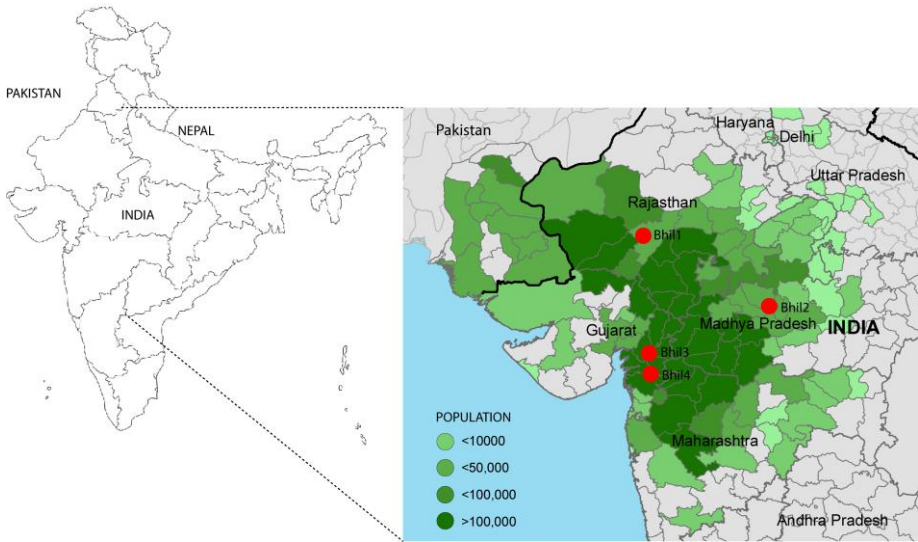 PAKISTAN
NEPAL
INDIA
Pakistan
Haryana
Delhi
Uttar Pradesh
Rajasthan
Bhil1
Bhil2
Madhya Pradesh
INDIA
Gujarat
Bhil3
Bhil4
POPULATION
<10000
<50,000
<100,000
>100,000
Maharashtra
Andhra Pradesh